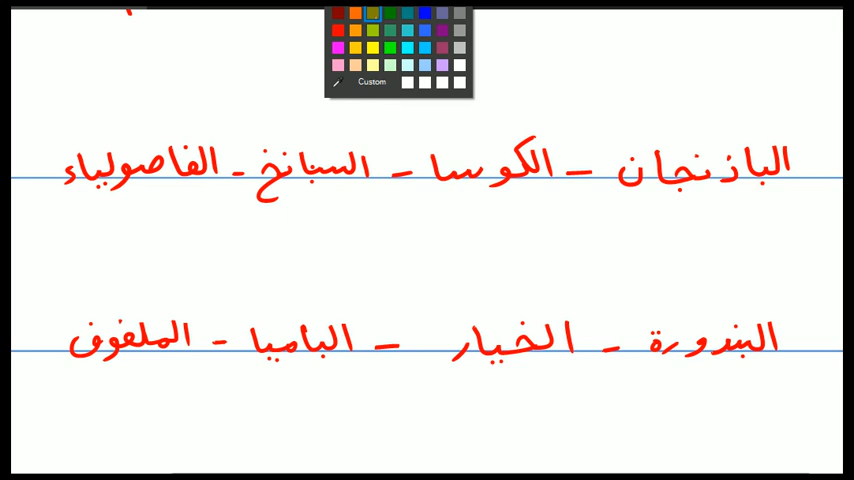 Custom
الباذنجان - الكوسا - السبانخ - الفاصولياء
البندورة - الخيار - الباميا - الملفوف